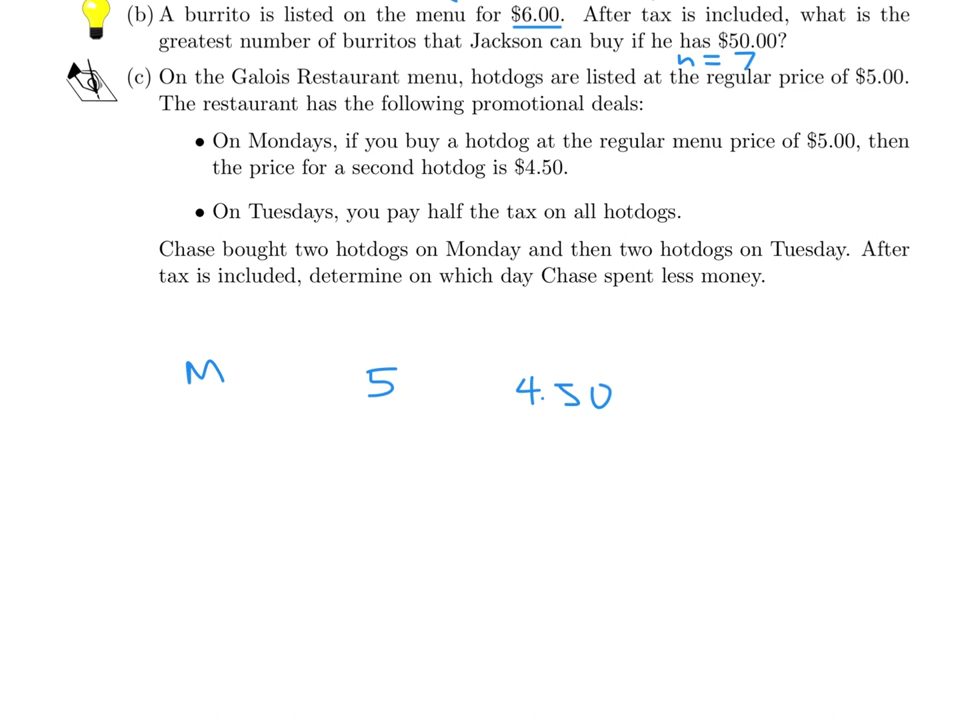 (b) A burrito is listed on the menu for $6.00. After tax is included, what is the
greatest number of burritos that Jackson can buy if he has $50.00?
n = 7
(c) On the Galois Restaurant menu, hotdogs are listed at the regular price of $5.00.
The restaurant has the following promotional deals:
• On Mondays, if you buy a hotdog at the regular menu price of $5.00, then
the price for a second hotdog is $4.50.
• On Tuesdays, you pay half the tax on all hotdogs.
Chase bought two hotdogs on Monday and then two hotdogs on Tuesday. After
tax is included, determine on which day Chase spent less money.
M 5 4.50